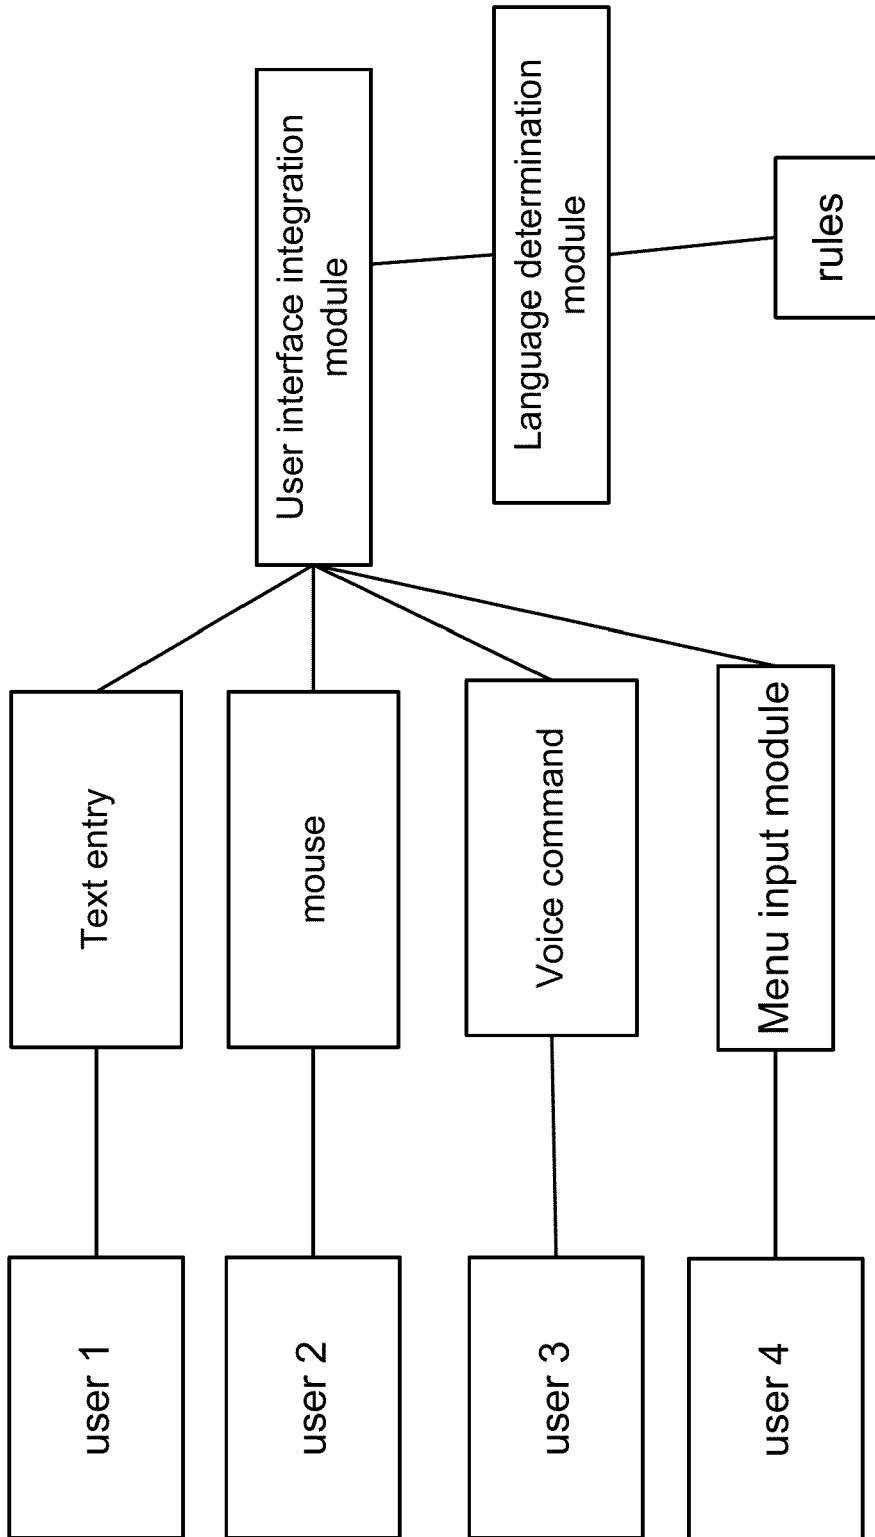 user 1
Text entry
user 2
mouse
User interface integration
module
user 3
Voice command
Language determination
module
user 4
Menu input module
rules